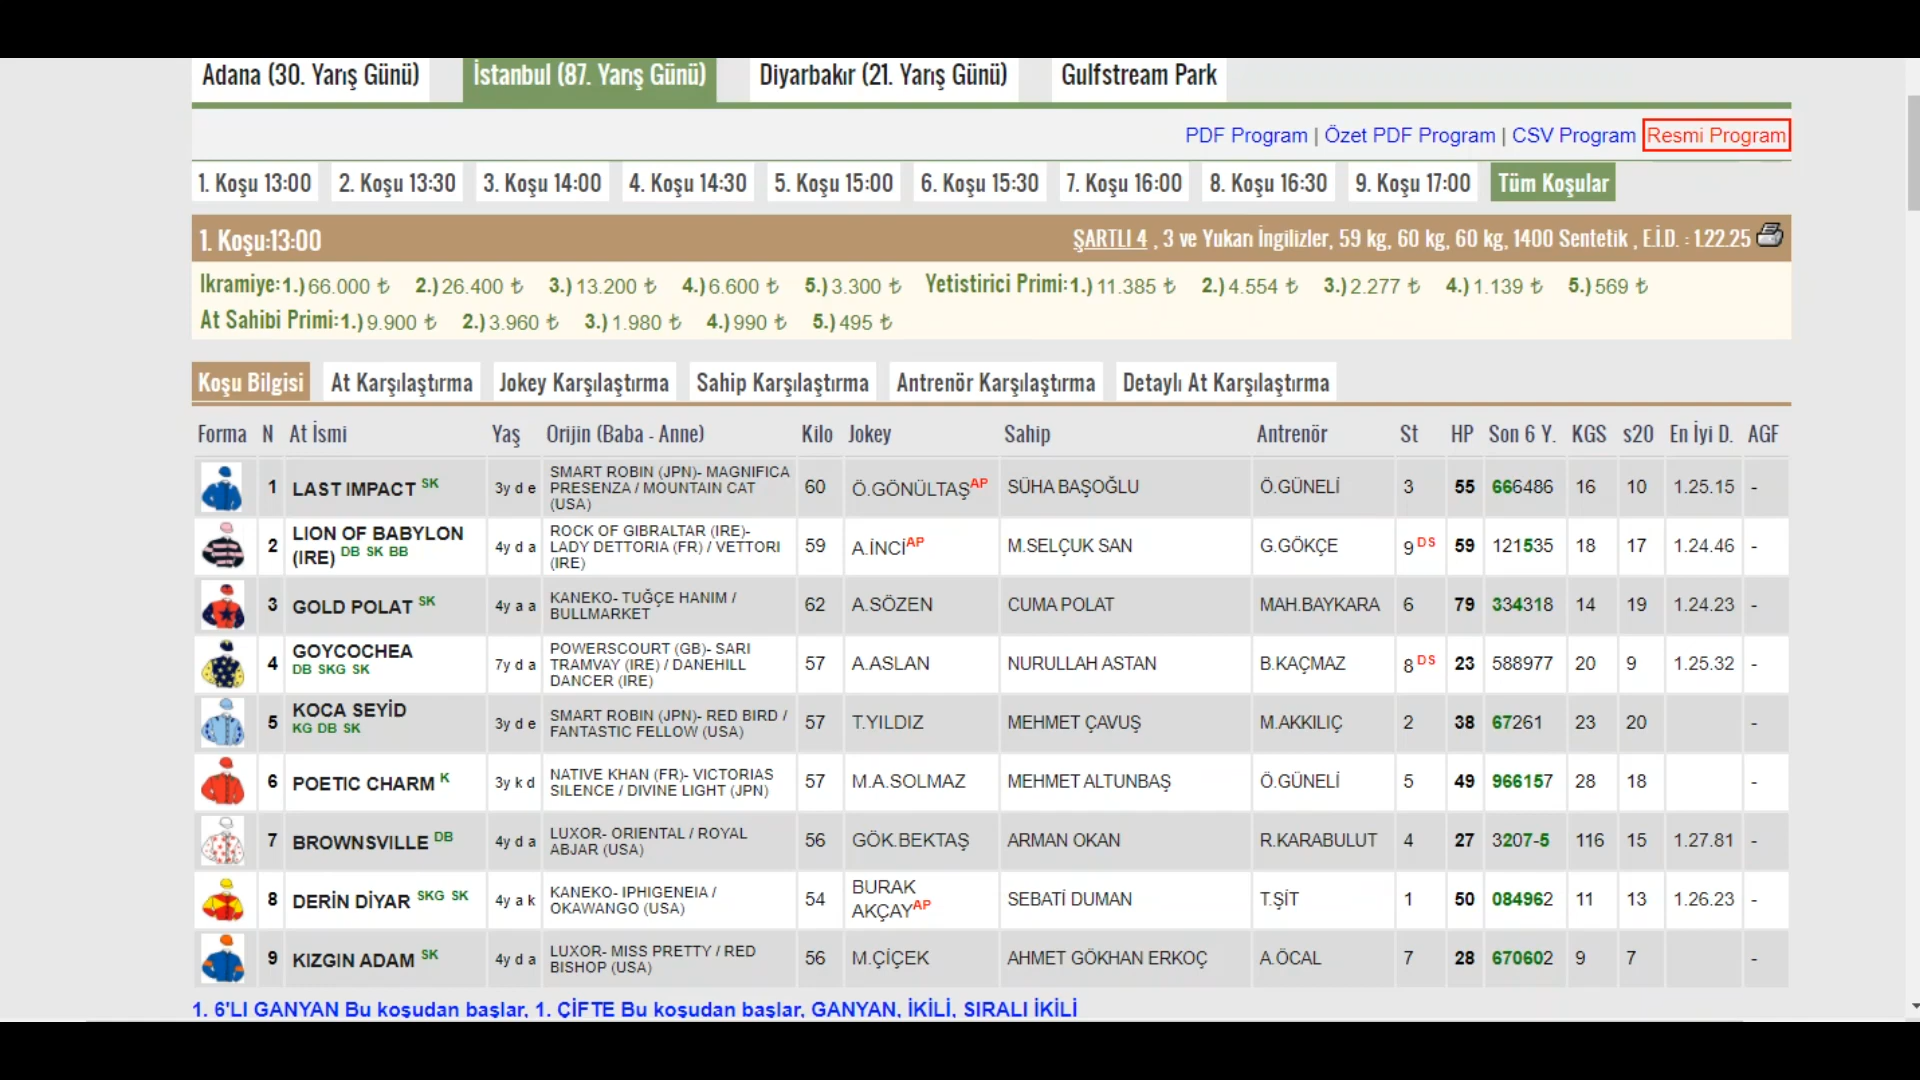 Adana (30. Yarış Günü) İstanbul (87. Yarış Günü) Diyarbakır (21. Yarış Günü) Gulfstream Park
PDF Program | Özet PDF Program | CSV Program Resmi Program
1. Koşu 13:00 2. Koşu 13:30 3. Koşu 14:00 4. Koşu 14:30 5. Koşu 15:00 6. Koşu 15:30 7. Koşu 16:00 8. Koşu 16:30 9. Koşu 17:00 Tüm Koşular
1. Koşu:13:00 ŞARTLI 4 , 3 ve Yukarı İngilizler, 59 kg, 60 kg, 60 kg, 1400 Sentetik , E.İ.D. : 1.22.25
Ikramiye:1.) 66.000 ₺ 2.) 26.400 ₺ 3.) 13.200 ₺ 4.) 6.600 ₺ 5.) 3.300 ₺ Yetistirici Primi:1.) 11.385 ₺ 2.) 4.554 ₺ 3.) 2.277 ₺ 4.) 1.139 ₺ 5.) 569 ₺
At Sahibi Primi:1.) 9.900 ₺ 2.) 3.960 ₺ 3.) 1.980 ₺ 4.) 990 ₺ 5.) 495 ₺
Koşu Bilgisi At Karşılaştırma Jokey Karşılaştırma Sahip Karşılaştırma Antrenör Karşılaştırma Detaylı At Karşılaştırma
Forma N At İsmi Yaş Orijin (Baba - Anne) Kilo Jokey Sahip Antrenör St HP Son 6 Y. KGS s20 En İyi D. AGF
1 LAST IMPACT SK 3y d e SMART ROBIN (JPN)- MAGNIFICA PRESENZA / MOUNTAIN CAT (USA) 60 Ö.GÖNÜLTAŞ AP SÜHA BAŞOĞLU Ö.GÜNELİ 3 55 666486 16 10 1.25.15 -
2 LION OF BABYLON (IRE) DB SK BB 4y d a ROCK OF GIBRALTAR (IRE)- LADY DETTORIA (FR) / VETTORI (IRE) 59 A.İNCİ AP M.SELÇUK SAN G.GÖKÇE 9 DS 59 121535 18 17 1.24.46 -
3 GOLD POLAT SK 4y a a KANEKO- TUĞÇE HANIM / BULLMARKET 62 A.SÖZEN CUMA POLAT MAH.BAYKARA 6 79 334318 14 19 1.24.23 -
4 GOYCOCHEA DB SKG SK 7y d a POWERSCOURT (GB)- SARI TRAMVAY (IRE) / DANEHILL DANCER (IRE) 57 A.ASLAN NURULLAH ASTAN B.KAÇMAZ 8 DS 23 588977 20 9 1.25.32 -
5 KOCA SEYİD KG DB SK 3y d e SMART ROBIN (JPN)- RED BIRD / FANTASTIC FELLOW (USA) 57 T.YILDIZ MEHMET ÇAVUŞ M.AKKILIÇ 2 38 67261 23 20 -
6 POETIC CHARM K 3y k d NATIVE KHAN (FR)- VICTORIAS SILENCE / DIVINE LIGHT (JPN) 57 M.A.SOLMAZ MEHMET ALTUNBAŞ Ö.GÜNELİ 5 49 966157 28 18 -
7 BROWNSVILLE DB 4y d a LUXOR- ORIENTAL / ROYAL ABJAR (USA) 56 GÖK.BEKTAŞ ARMAN OKAN R.KARABULUT 4 27 3207-5 116 15 1.27.81 -
8 DERİN DİYAR SKG SK 4y a k KANEKO- IPHIGENEIA / OKAWANGO (USA) 54 BURAK AKÇAY AP SEBATİ DUMAN T.ŞİT 1 50 084962 11 13 1.26.23 -
9 KIZGIN ADAM SK 4y d a LUXOR- MISS PRETTY / RED BISHOP (USA) 56 M.ÇİÇEK AHMET GÖKHAN ERKOÇ A.ÖCAL 7 28 670602 9 7 -
1. 6'LI GANYAN Bu koşudan başlar, 1. ÇİFTE Bu koşudan başlar, GANYAN, İKİLİ, SIRALI İKİLİ